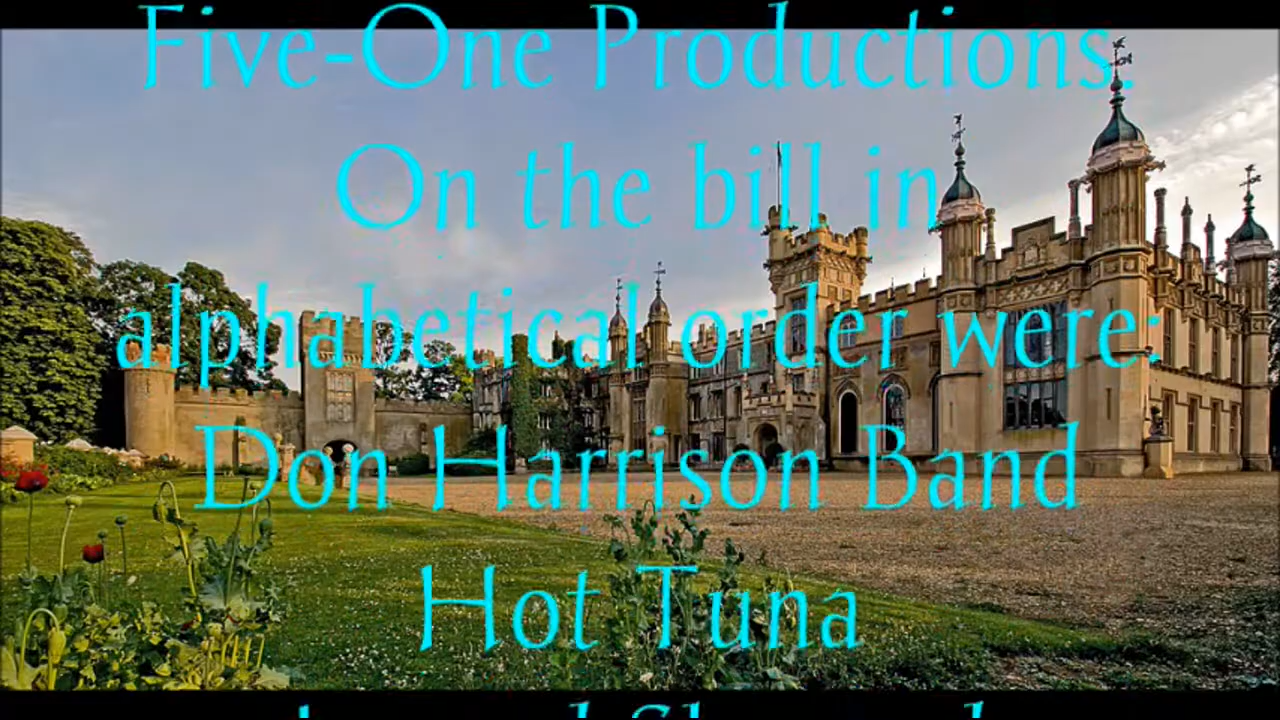 Five-One Productions.
On the bill in
alphabetical order were:
Don Harrison Band
Hot Tuna